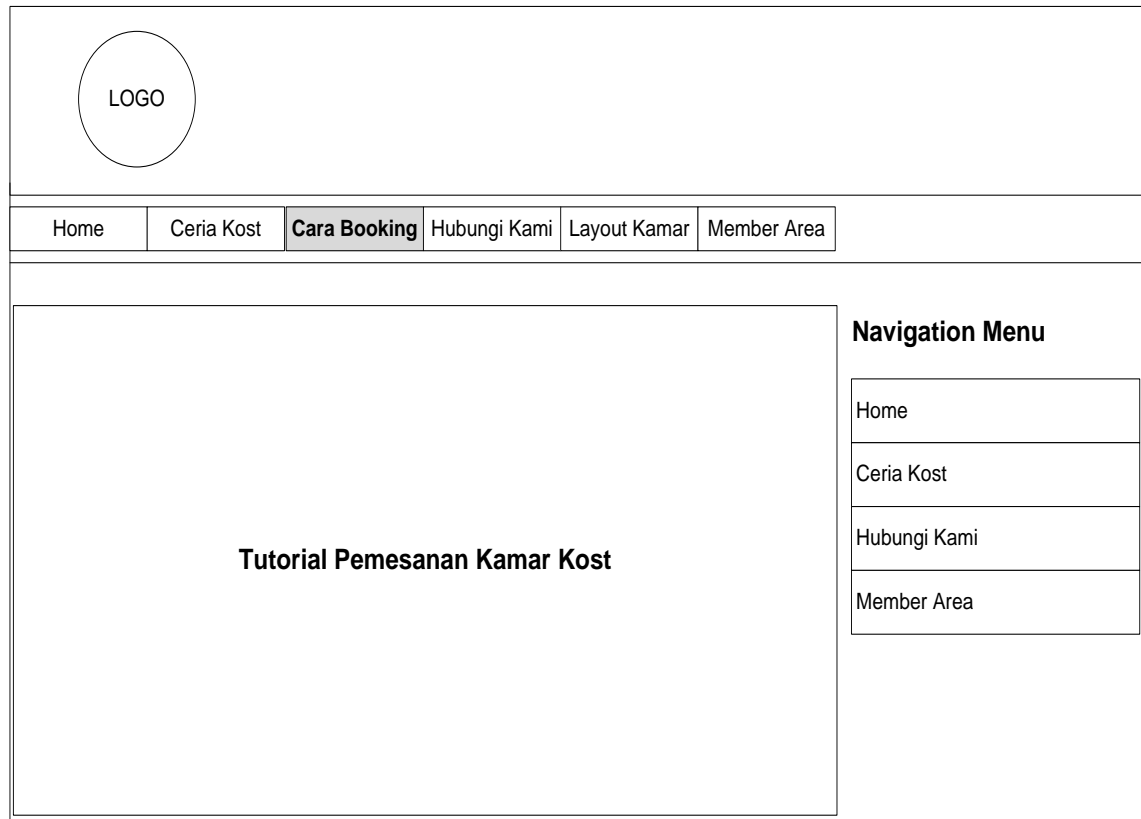 LOGO
Home Ceria Kost Cara Booking Hubungi Kami Layout Kamar Member Area
Navigation Menu
Home
Ceria Kost
Hubungi Kami
Tutorial Pemesanan Kamar Kost
Member Area